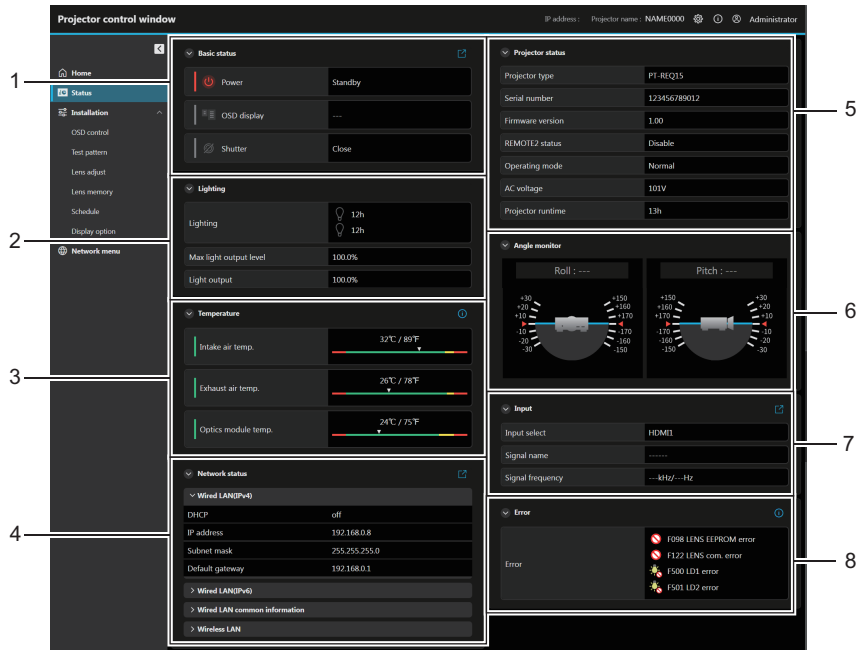 Projector control window
IP address : Projector name : NAME0000 Administrator
Home
Status
Installation
OSD control
Test pattern
Lens adjust
Lens memory
Schedule
Display option
Network menu
1
Basic status
Power Standby
OSD display ---
Shutter Close
2
Lighting
Lighting 12h
12h
Max light output level 100.0%
Light output 100.0%
3
Temperature
Intake air temp. 32℃ / 89℉
Exhaust air temp. 26℃ / 78℉
Optics module temp. 24℃ / 75℉
4
Network status
Wired LAN(IPv4)
DHCP off
IP address 192.168.0.8
Subnet mask 255.255.255.0
Default gateway 192.168.0.1
Wired LAN(IPv6)
Wired LAN common information
Wireless LAN
5
Projector status
Projector type PT-REQ15
Serial number 123456789012
Firmware version 1.00
REMOTE2 status Disable
Operating mode Normal
AC voltage 101V
Projector runtime 13h
6
Angle monitor
Roll : --- Pitch : ---
+30 +150 +150 +30
+20 +160 +160 +20
+10 +170 +170 +10
-10 -170 -170 -10
-20 -160 -160 -20
-30 -150 -150 -30
7
Input
Input select HDMI1
Signal name ------
Signal frequency ---kHz/---Hz
8
Error
Error
F098 LENS EEPROM error
F122 LENS com. error
F500 LD1 error
F501 LD2 error